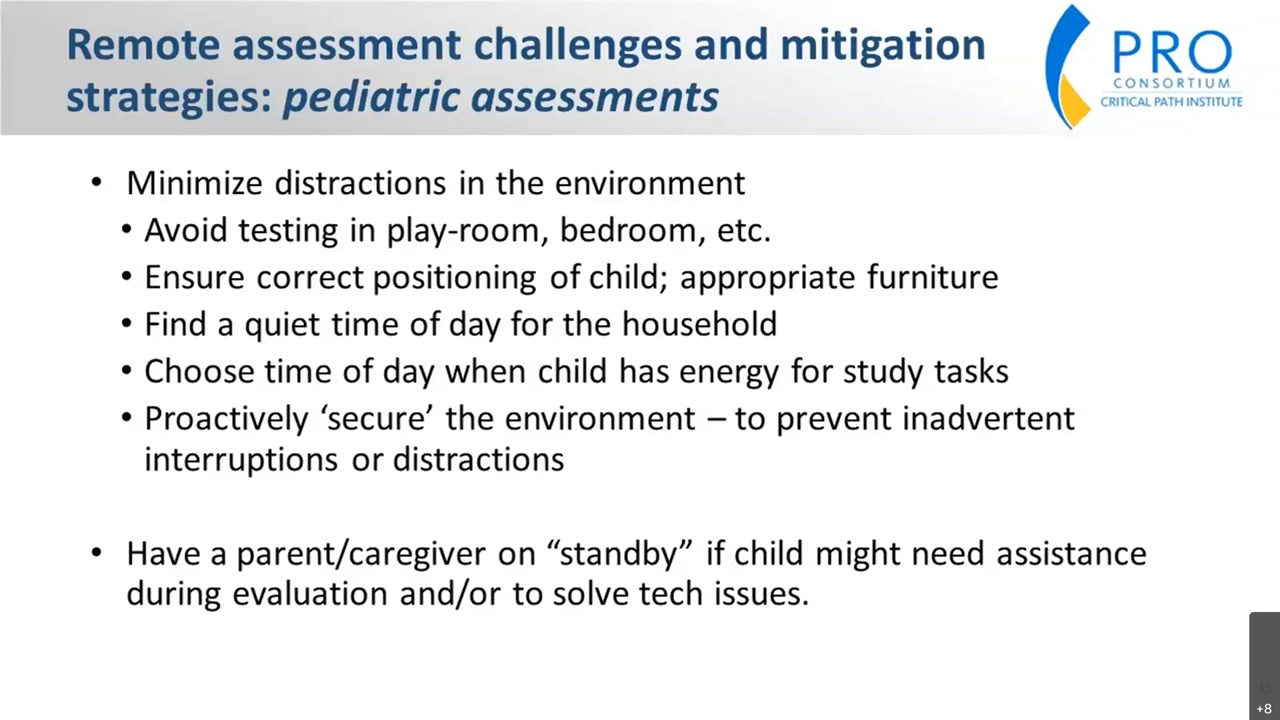 Remote assessment challenges and mitigation
strategies: pediatric assessments
PRO
CONSORTIUM
CRITICAL PATH INSTITUTE
• Minimize distractions in the environment
• Avoid testing in play-room, bedroom, etc.
• Ensure correct positioning of child; appropriate furniture
• Find a quiet time of day for the household
• Choose time of day when child has energy for study tasks
• Proactively ‘secure’ the environment – to prevent inadvertent
interruptions or distractions
• Have a parent/caregiver on “standby” if child might need assistance
during evaluation and/or to solve tech issues.
+8